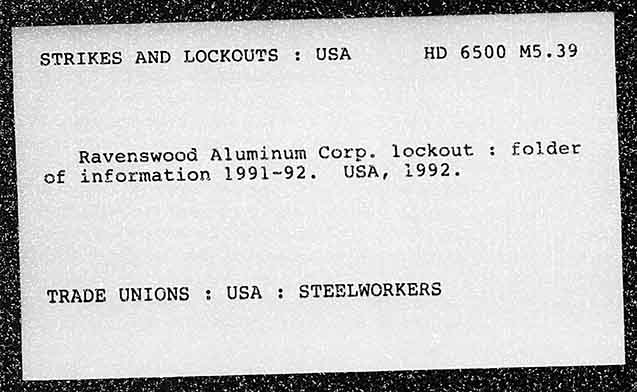 STRIKES AND LOCKOUTS : USA HD 6500 M5.39
Ravenswood Aluminum Corp. lockout : folder
of information 1991-92. USA, 1992.
TRADE UNIONS : USA : STEELWORKERS